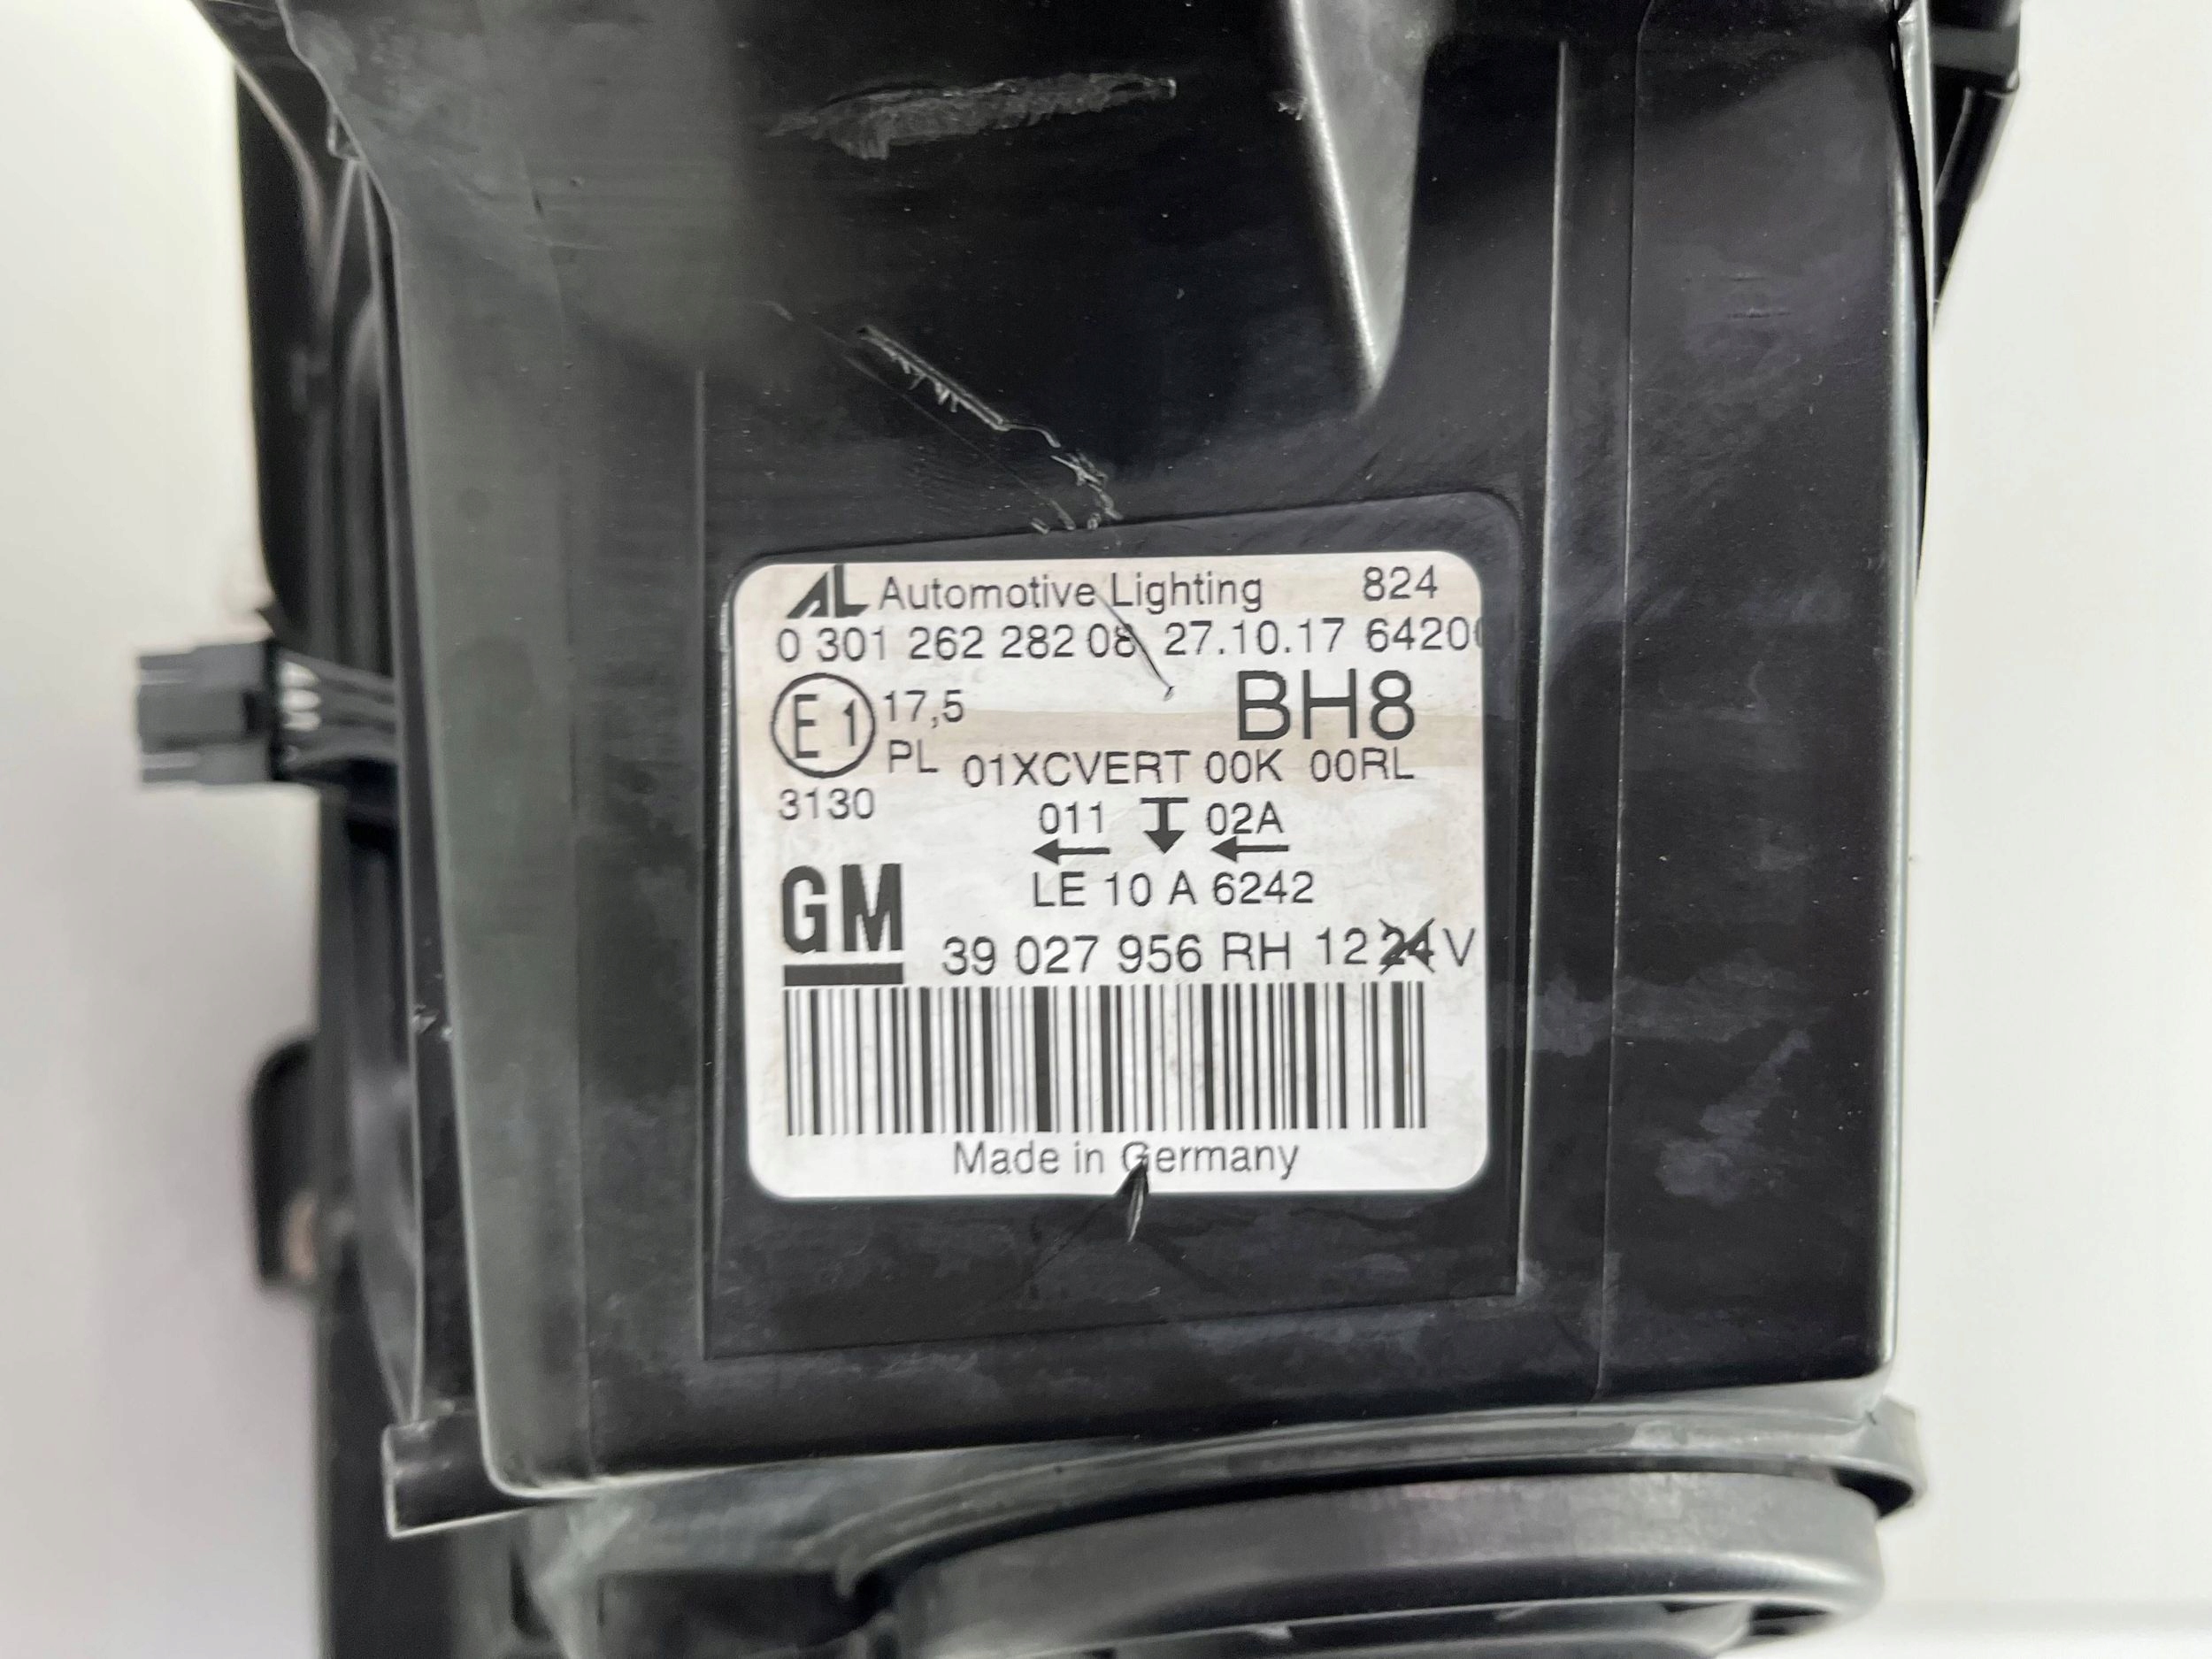 AL Automotive Lighting 824
0 301 262 282 08 27.10.17 6420
E1 17,5 BH8
PL 01XCVERT 00K 00RL
3130 011 02A
LE 10 A 6242
GM 39 027 956 RH 12 24 V
Made in Germany